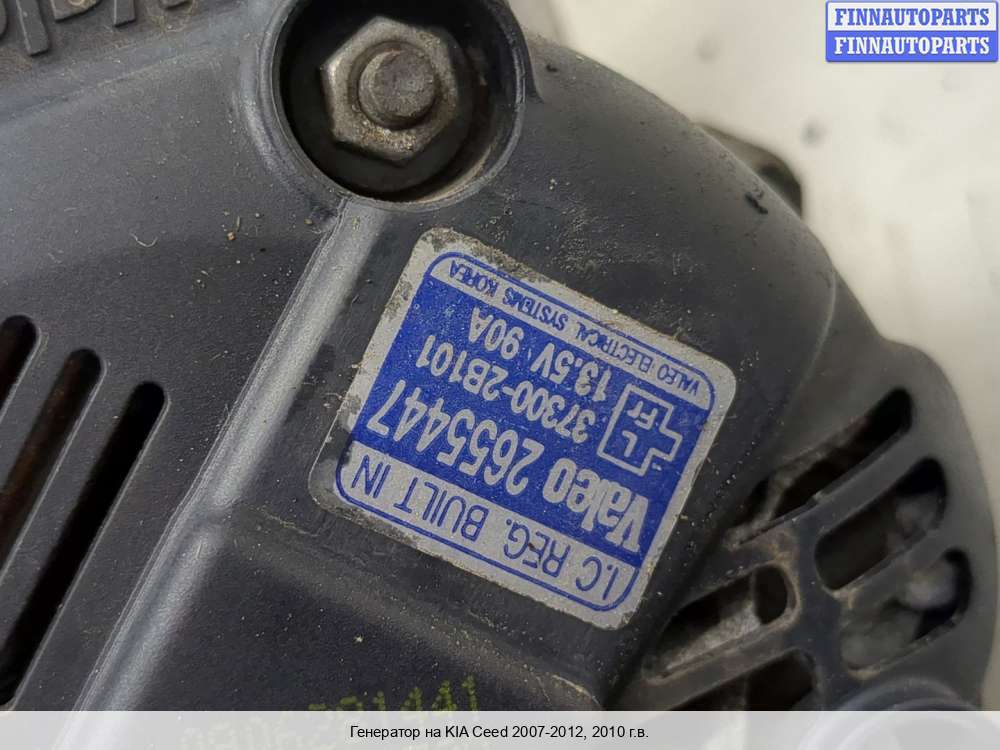 FINNAUTOPARTS
FINNAUTOPARTS
I.C REG. BUILT IN
Valeo 2655447
37300-2B101
13.5V 90A
L
Fr
VALEO ELECTRICAL SYSTEMS KOREA
Генератор на KIA Ceed 2007-2012, 2010 г.в.